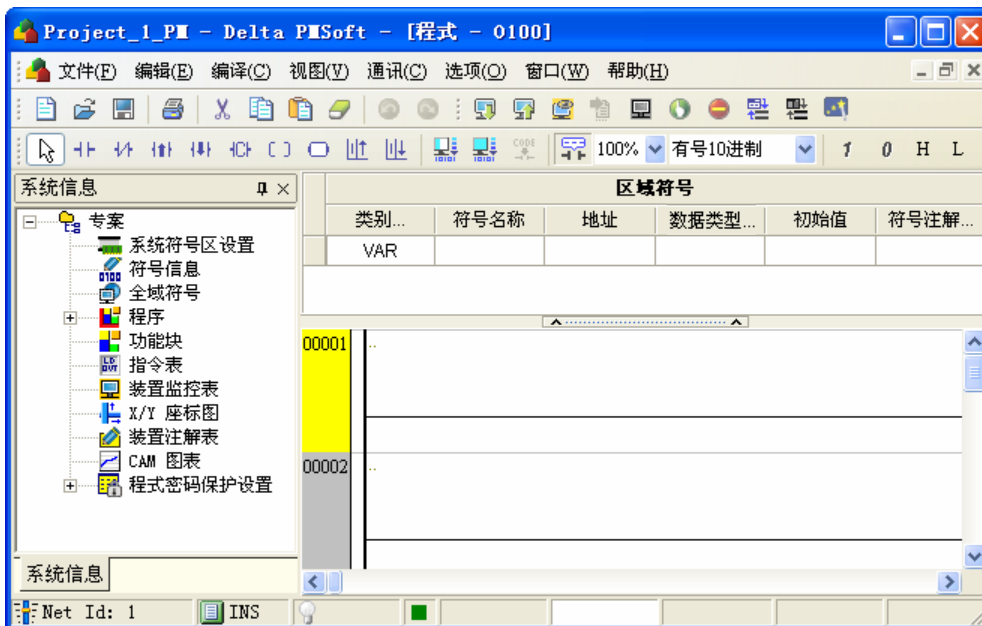 Project_1_PM - Delta PMSoft - [程式 - O100]
文件(F) 编辑(E) 编译(C) 视图(V) 通讯(C) 选项(O) 窗口(W) 帮助(H)
CODE 100% 有号10进制 1 0 H L
系统信息
专案
系统符号区设置
符号信息
全域符号
程序
功能块
指令表
装置监控表
X/Y 座标图
装置注解表
CAM 图表
程式密码保护设置
系统信息
区域符号
类别... 符号名称 地址 数据类型... 初始值 符号注解...
VAR
00001
00002
Net Id: 1 INS